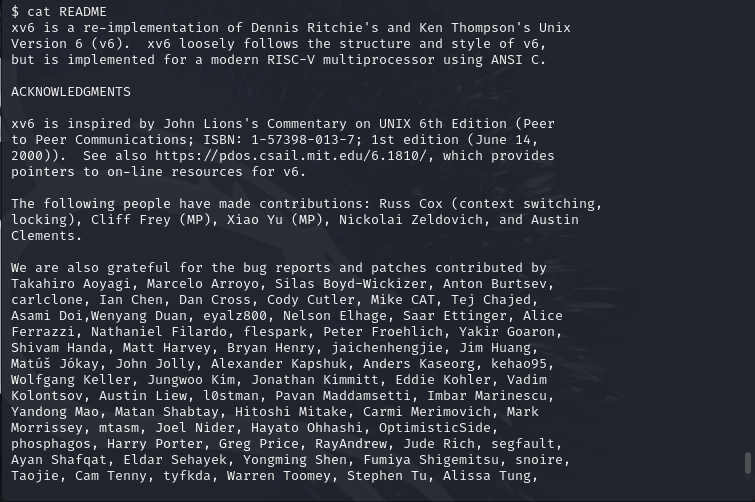 $ cat README
xv6 is a re-implementation of Dennis Ritchie's and Ken Thompson's Unix
Version 6 (v6).  xv6 loosely follows the structure and style of v6,
but is implemented for a modern RISC-V multiprocessor using ANSI C.

ACKNOWLEDGMENTS

xv6 is inspired by John Lions's Commentary on UNIX 6th Edition (Peer
to Peer Communications; ISBN: 1-57398-013-7; 1st edition (June 14,
2000)).  See also https://pdos.csail.mit.edu/6.1810/, which provides
pointers to on-line resources for v6.

The following people have made contributions: Russ Cox (context switching,
locking), Cliff Frey (MP), Xiao Yu (MP), Nickolai Zeldovich, and Austin
Clements.

We are also grateful for the bug reports and patches contributed by
Takahiro Aoyagi, Marcelo Arroyo, Silas Boyd-Wickizer, Anton Burtsev,
carlclone, Ian Chen, Dan Cross, Cody Cutler, Mike CAT, Tej Chajed,
Asami Doi,Wenyang Duan, eyalz800, Nelson Elhage, Saar Ettinger, Alice
Ferrazzi, Nathaniel Filardo, flespark, Peter Froehlich, Yakir Goaron,
Shivam Handa, Matt Harvey, Bryan Henry, jaichenhengjie, Jim Huang,
Matúš Jókay, John Jolly, Alexander Kapshuk, Anders Kaseorg, kehao95,
Wolfgang Keller, Jungwoo Kim, Jonathan Kimmitt, Eddie Kohler, Vadim
Kolontsov, Austin Liew, l0stman, Pavan Maddamsetti, Imbar Marinescu,
Yandong Mao, Matan Shabtay, Hitoshi Mitake, Carmi Merimovich, Mark
Morrissey, mtasm, Joel Nider, Hayato Ohhashi, OptimisticSide,
phosphagos, Harry Porter, Greg Price, RayAndrew, Jude Rich, segfault,
Ayan Shafqat, Eldar Sehayek, Yongming Shen, Fumiya Shigemitsu, snoire,
Taojie, Cam Tenny, tyfkda, Warren Toomey, Stephen Tu, Alissa Tung,